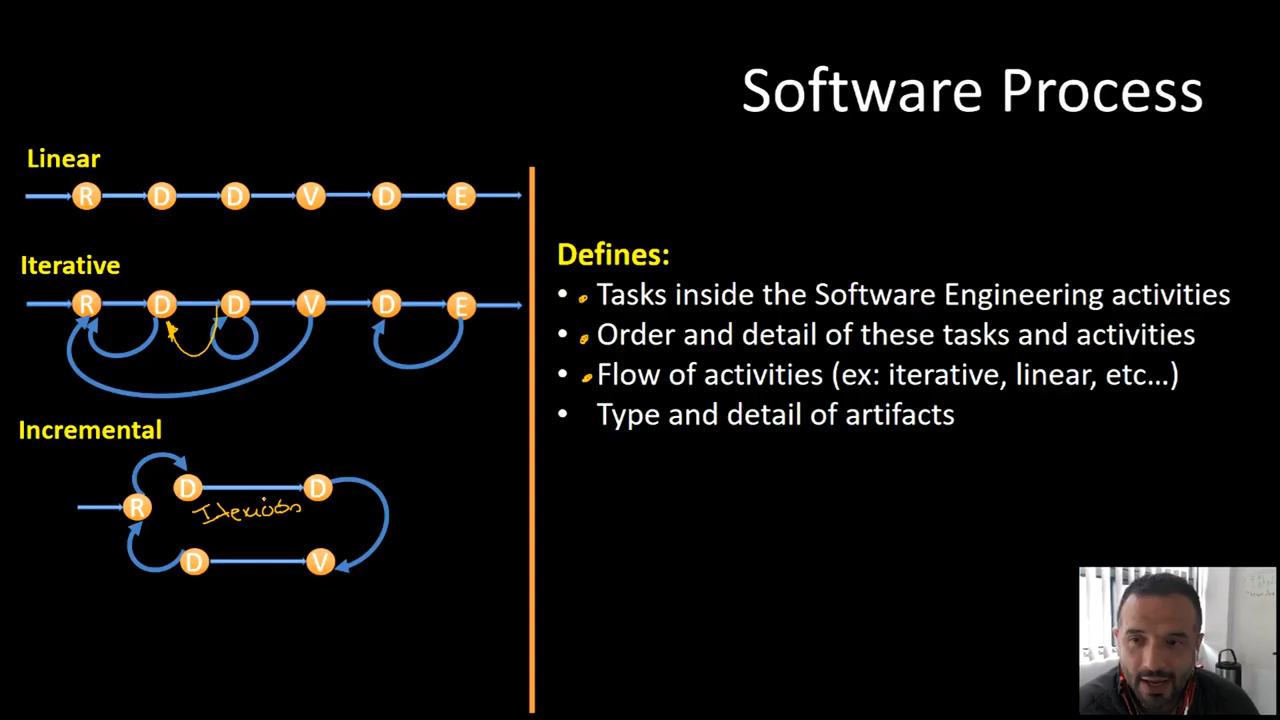 Software Process
Linear
R D D V D E
Iterative
R D D V D E
Incremental
R D D
D V
Defines:
• Tasks inside the Software Engineering activities
• Order and detail of these tasks and activities
• Flow of activities (ex: iterative, linear, etc...)
• Type and detail of artifacts